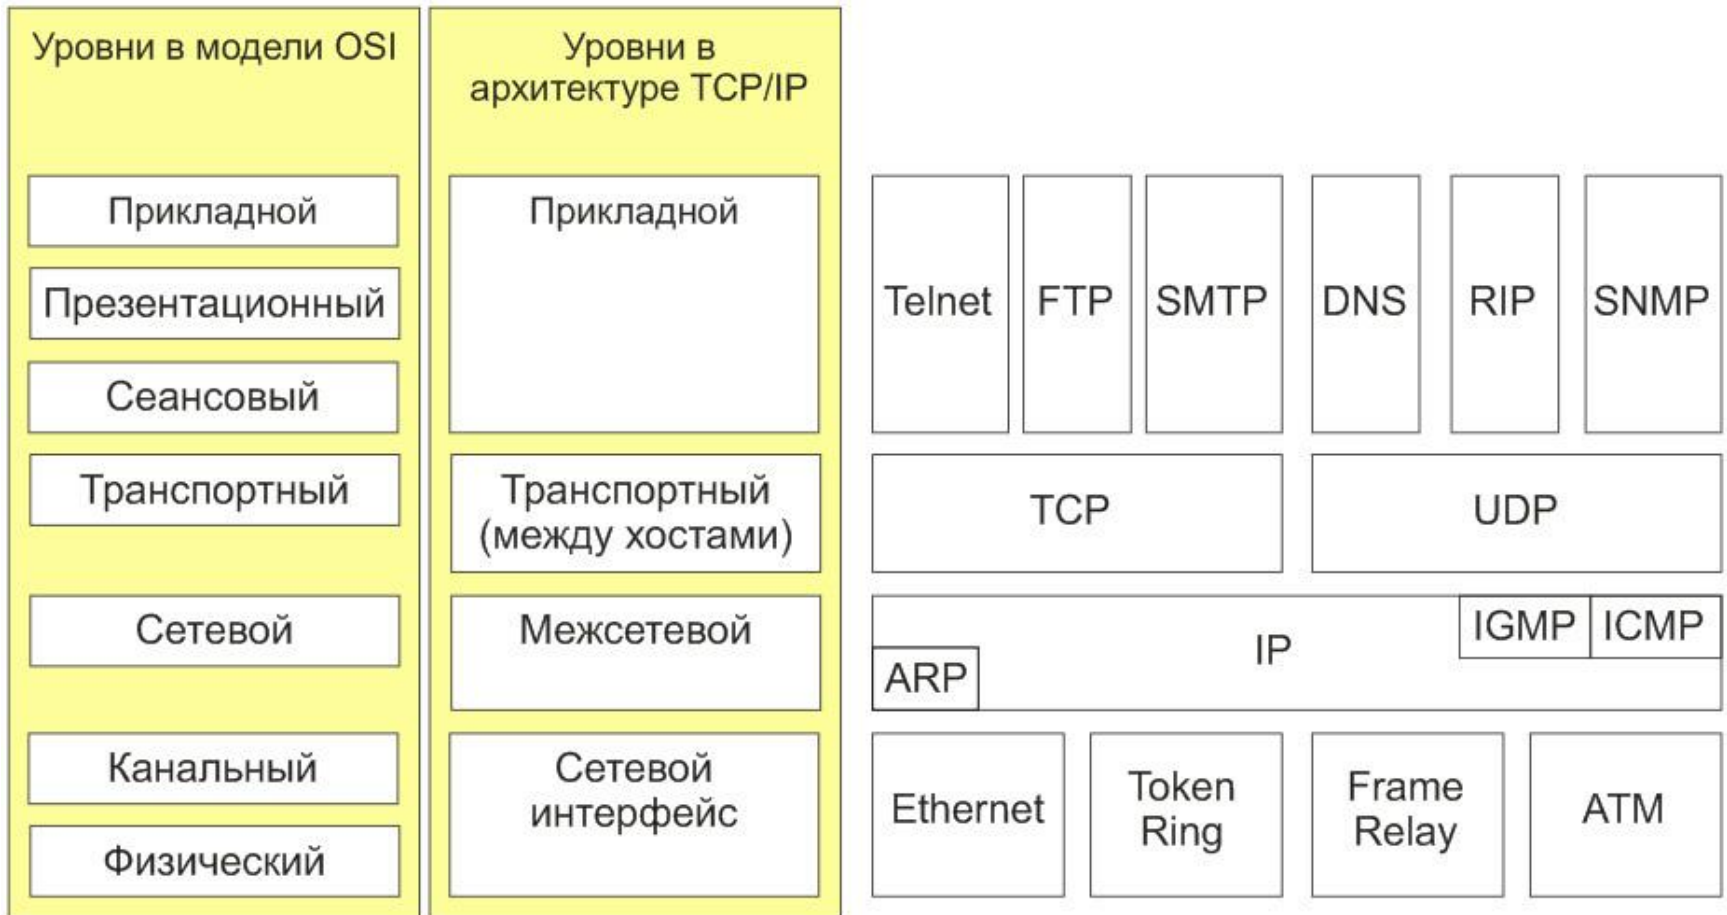 Уровни в модели OSI
Прикладной
Презентационный
Сеансовый
Транспортный
Сетевой
Канальный
Физический
Уровни в
архитектуре TCP/IP
Прикладной
Транспортный
(между хостами)
Межсетевой
Сетевой
интерфейс
Telnet
FTP
SMTP
DNS
RIP
SNMP
TCP
UDP
IP
IGMP
ICMP
ARP
Ethernet
Token
Ring
Frame
Relay
ATM